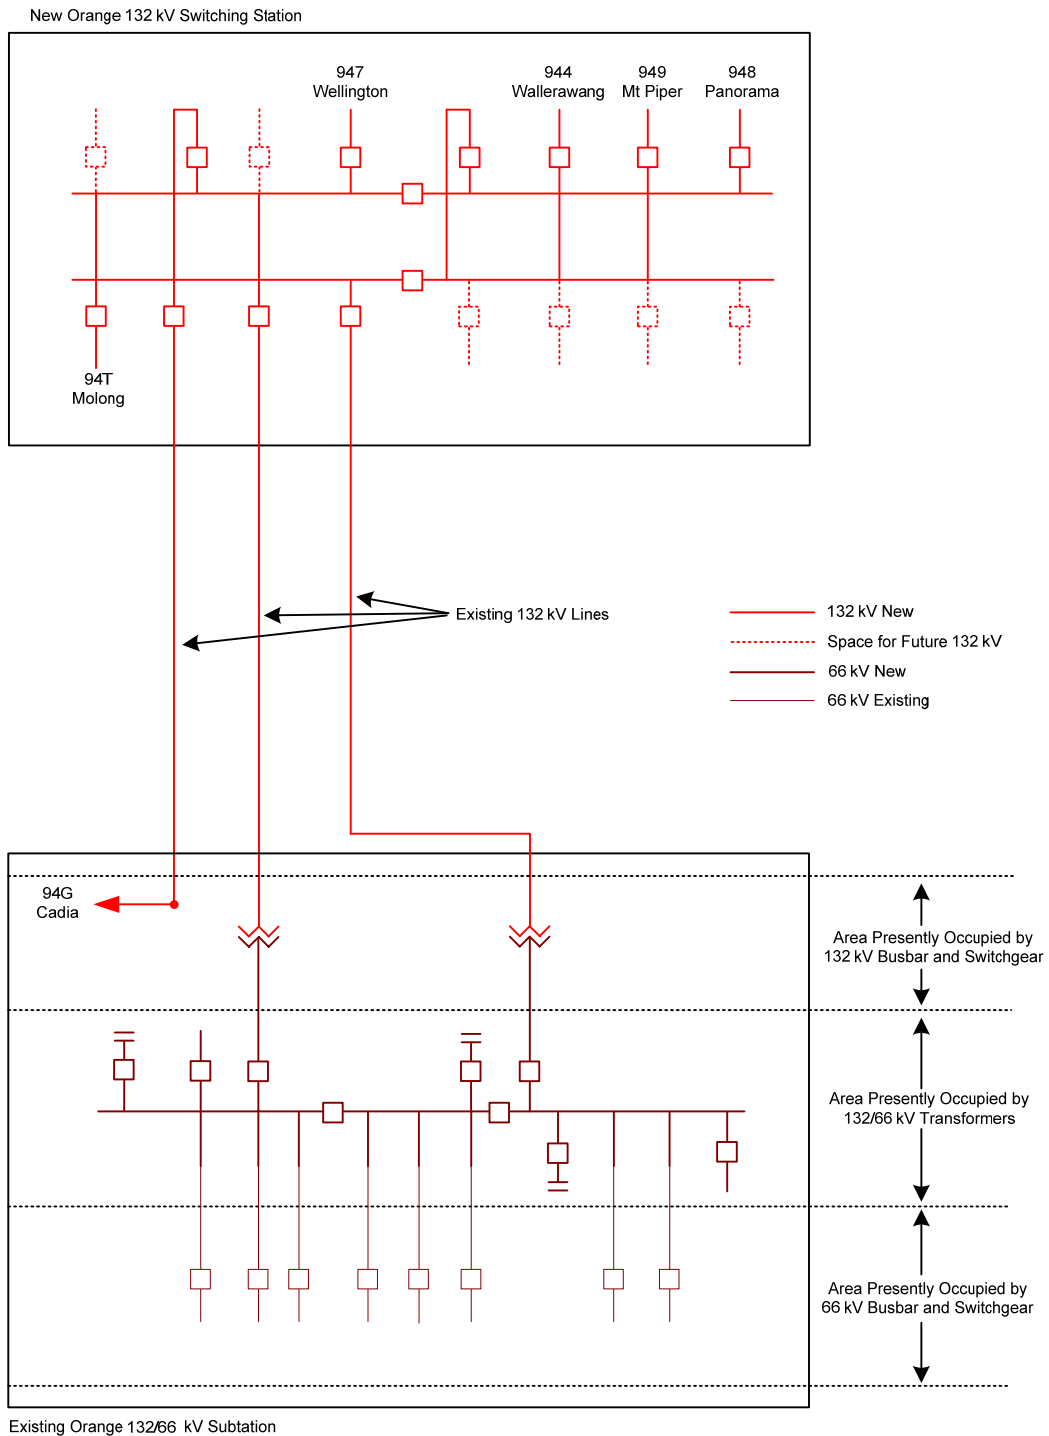 New Orange 132 kV Switching Station
947
Wellington
944
Wallerawang
949
Mt Piper
948
Panorama
94T
Molong
Existing 132 kV Lines
132 kV New
Space for Future 132 kV
66 kV New
66 kV Existing
94G
Cadia
Area Presently Occupied by
132 kV Busbar and Switchgear
Area Presently Occupied by
132/66 kV Transformers
Area Presently Occupied by
66 kV Busbar and Switchgear
Existing Orange 132/66 kV Subtation